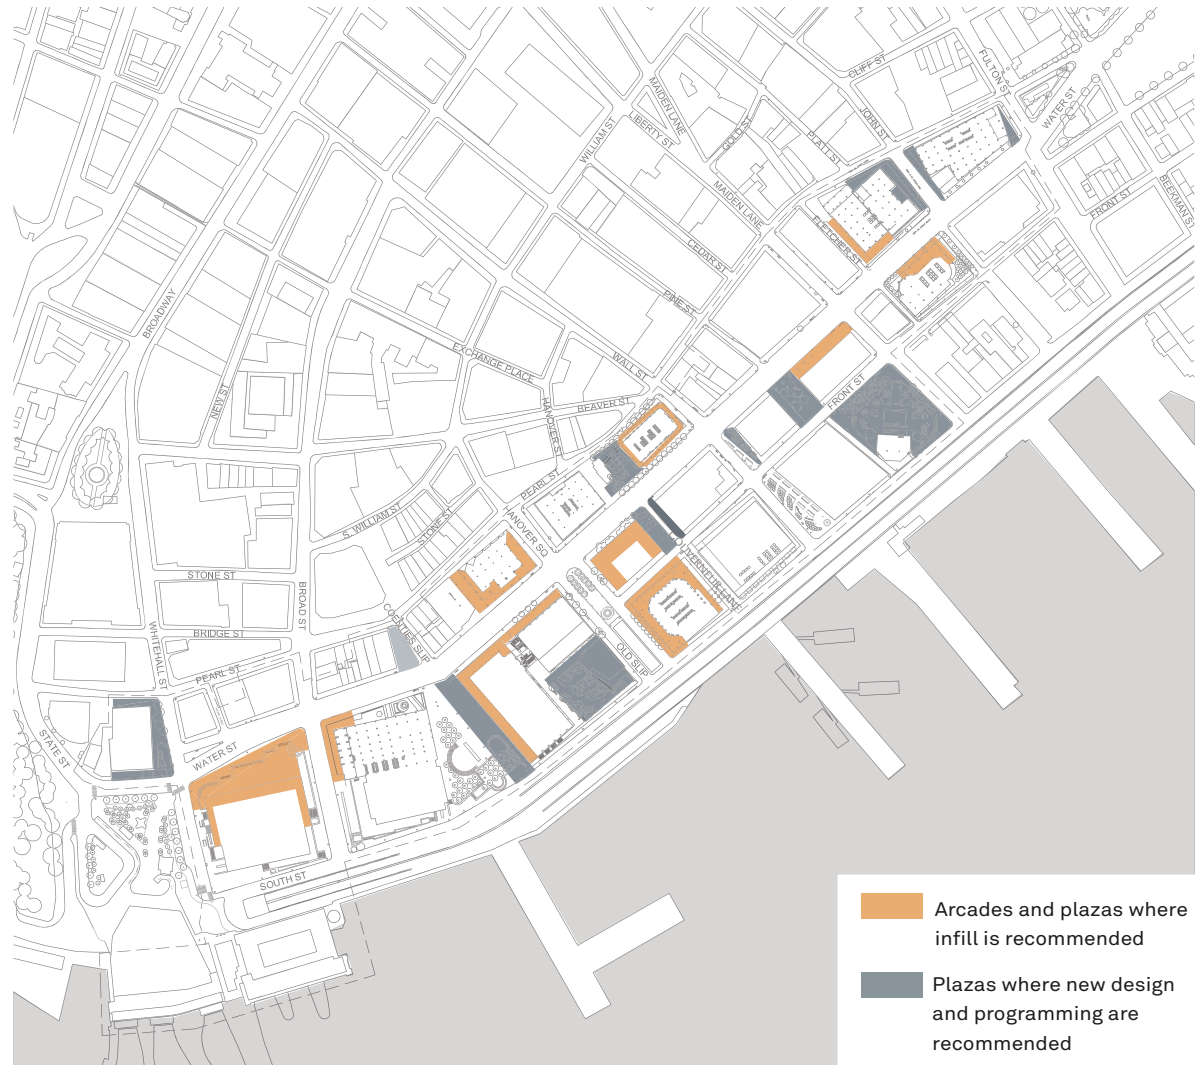 CLIFF ST
FULTON ST
WATER ST
MAIDEN LANE
LIBERTY ST
WILLIAM ST
GOLD ST
PLATT ST
JOHN ST
BEEKMAN ST
FRONT ST
MAIDEN LANE
FLETCHER ST
CEDAR ST
PINE ST
BROADWAY
EXCHANGE PLACE
WALL ST
FRONT ST
NEW ST
HANOVER ST
BEAVER ST
PEARL ST
S. WILLIAM ST
STONE ST
HANOVER SQ
STONE ST
BROAD ST
COENTIES SLIP
BRIDGE ST
WHITEHALL ST
PEARL ST
OLD SLIP
STATE ST
WATER ST
SOUTH ST
Arcades and plazas where
infill is recommended
Plazas where new design
and programming are
recommended